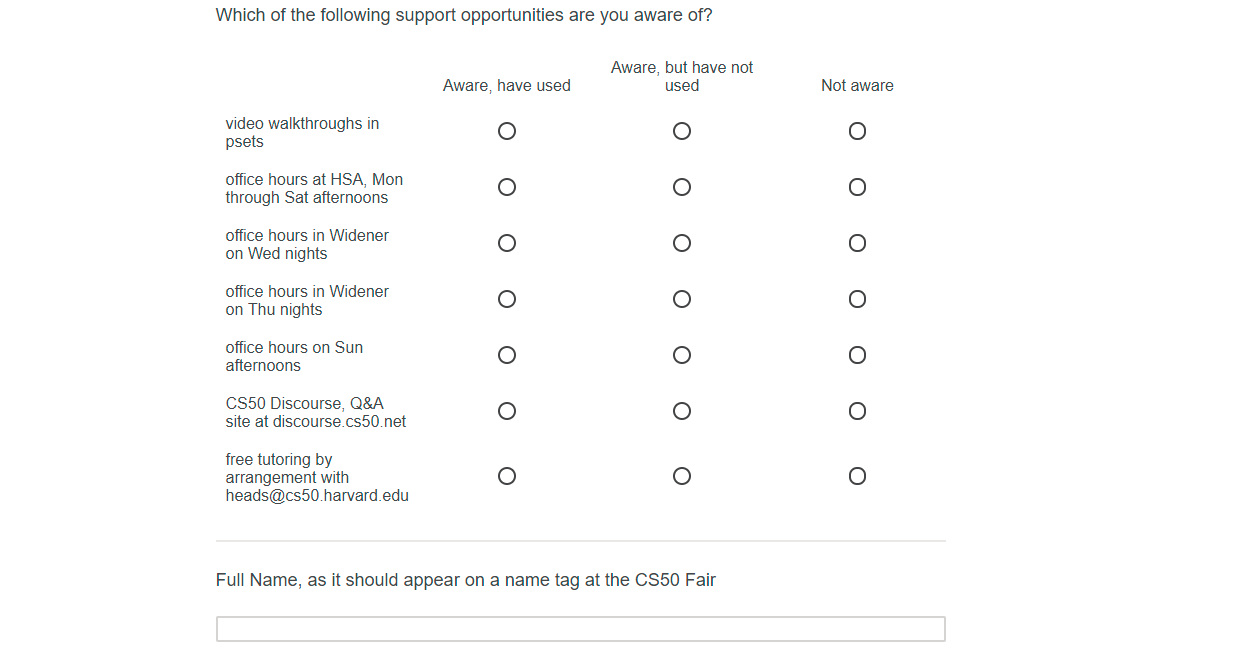 Which of the following support opportunities are you aware of?
Aware, have used
Aware, but have not
used
Not aware
video walkthroughs in
psets
office hours at HSA, Mon
through Sat afternoons
office hours in Widener
on Wed nights
office hours in Widener
on Thu nights
office hours on Sun
afternoons
CS50 Discourse, Q&A
site at discourse.cs50.net
free tutoring by
arrangement with
heads@cs50.harvard.edu
Full Name, as it should appear on a name tag at the CS50 Fair